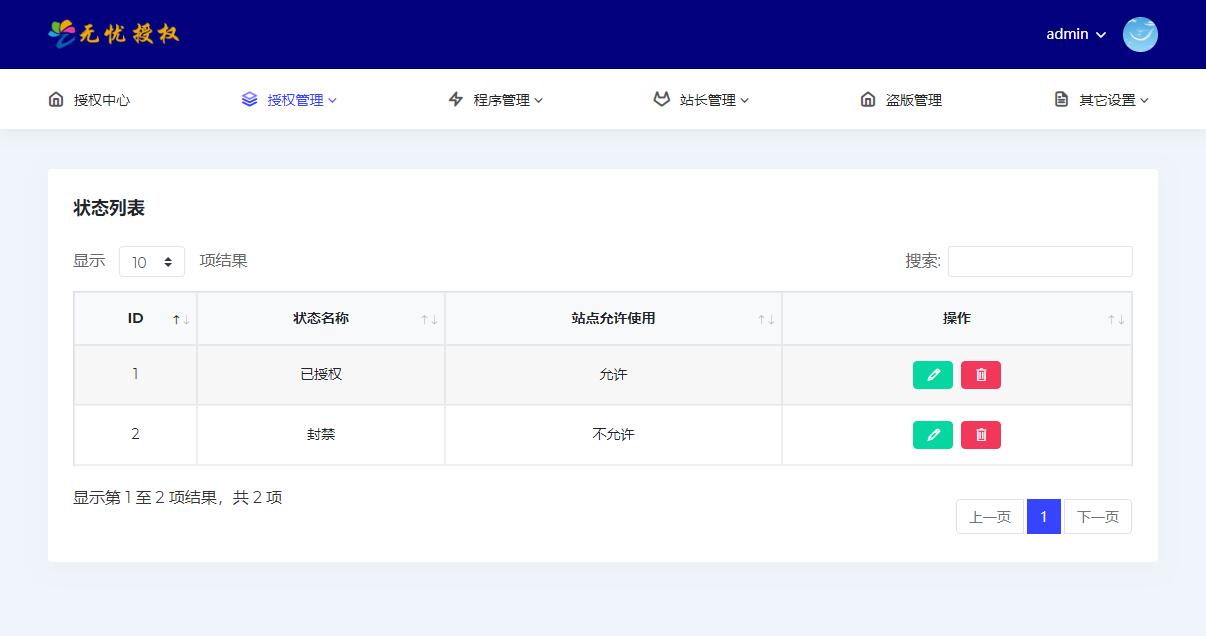 无忧授权
admin
授权中心 授权管理 程序管理 站长管理 盗版管理 其它设置
状态列表
显示 10 项结果 搜索:
ID 状态名称 站点允许使用 操作
1 已授权 允许
2 封禁 不允许
显示第 1 至 2 项结果，共 2 项
上一页 1 下一页